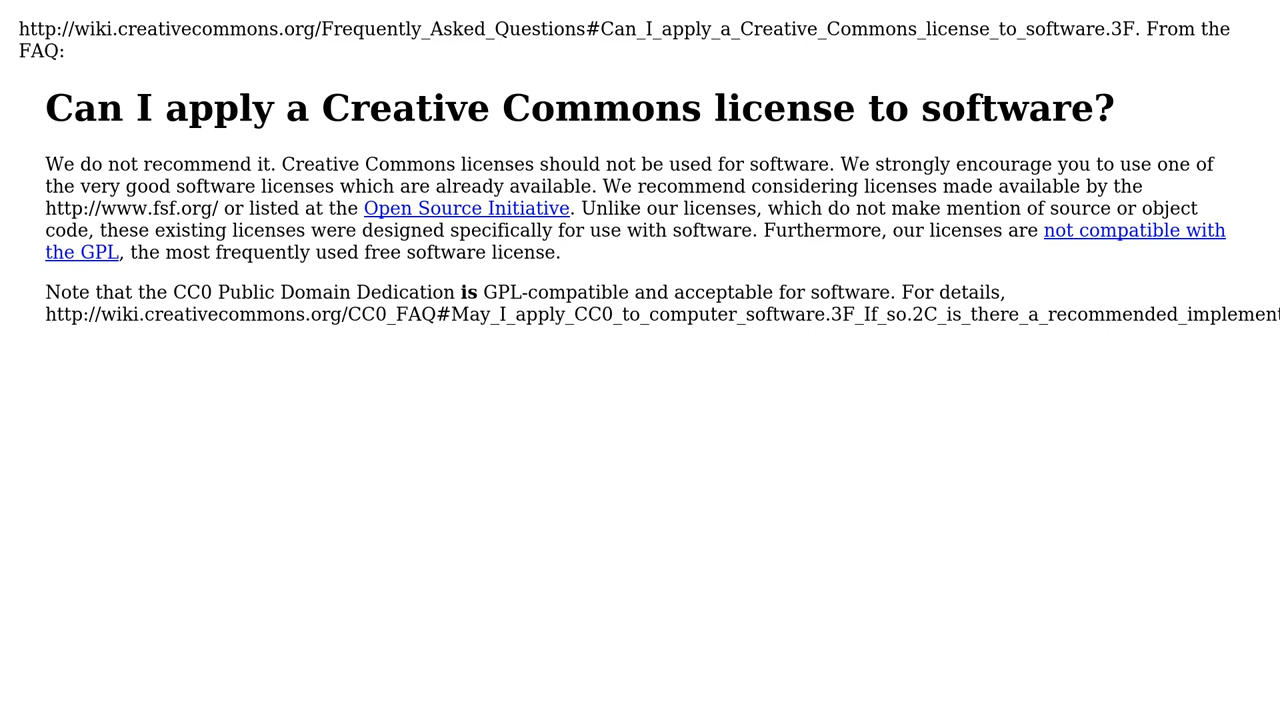 http://wiki.creativecommons.org/Frequently_Asked_Questions#Can_I_apply_a_Creative_Commons_license_to_software.3F. From the
FAQ:
Can I apply a Creative Commons license to software?
We do not recommend it. Creative Commons licenses should not be used for software. We strongly encourage you to use one of
the very good software licenses which are already available. We recommend considering licenses made available by the
http://www.fsf.org/ or listed at the Open Source Initiative. Unlike our licenses, which do not make mention of source or object
code, these existing licenses were designed specifically for use with software. Furthermore, our licenses are not compatible with
the GPL, the most frequently used free software license.
Note that the CC0 Public Domain Dedication is GPL-compatible and acceptable for software. For details,
http://wiki.creativecommons.org/CC0_FAQ#May_I_apply_CC0_to_computer_software.3F_If_so.2C_is_there_a_recommended_implement